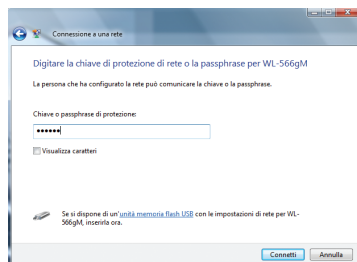 Connessione a una rete
Digitare la chiave di protezione di rete o la passphrase per WL-566gM
La persona che ha configurato la rete può comunicare la chiave o la passphrase.
Chiave o passphrase di protezione:
••••••
Visualizza caratteri
Se si dispone di un'unità memoria flash USB con le impostazioni di rete per WL-
566gM, inserirla ora.
Connetti Annulla